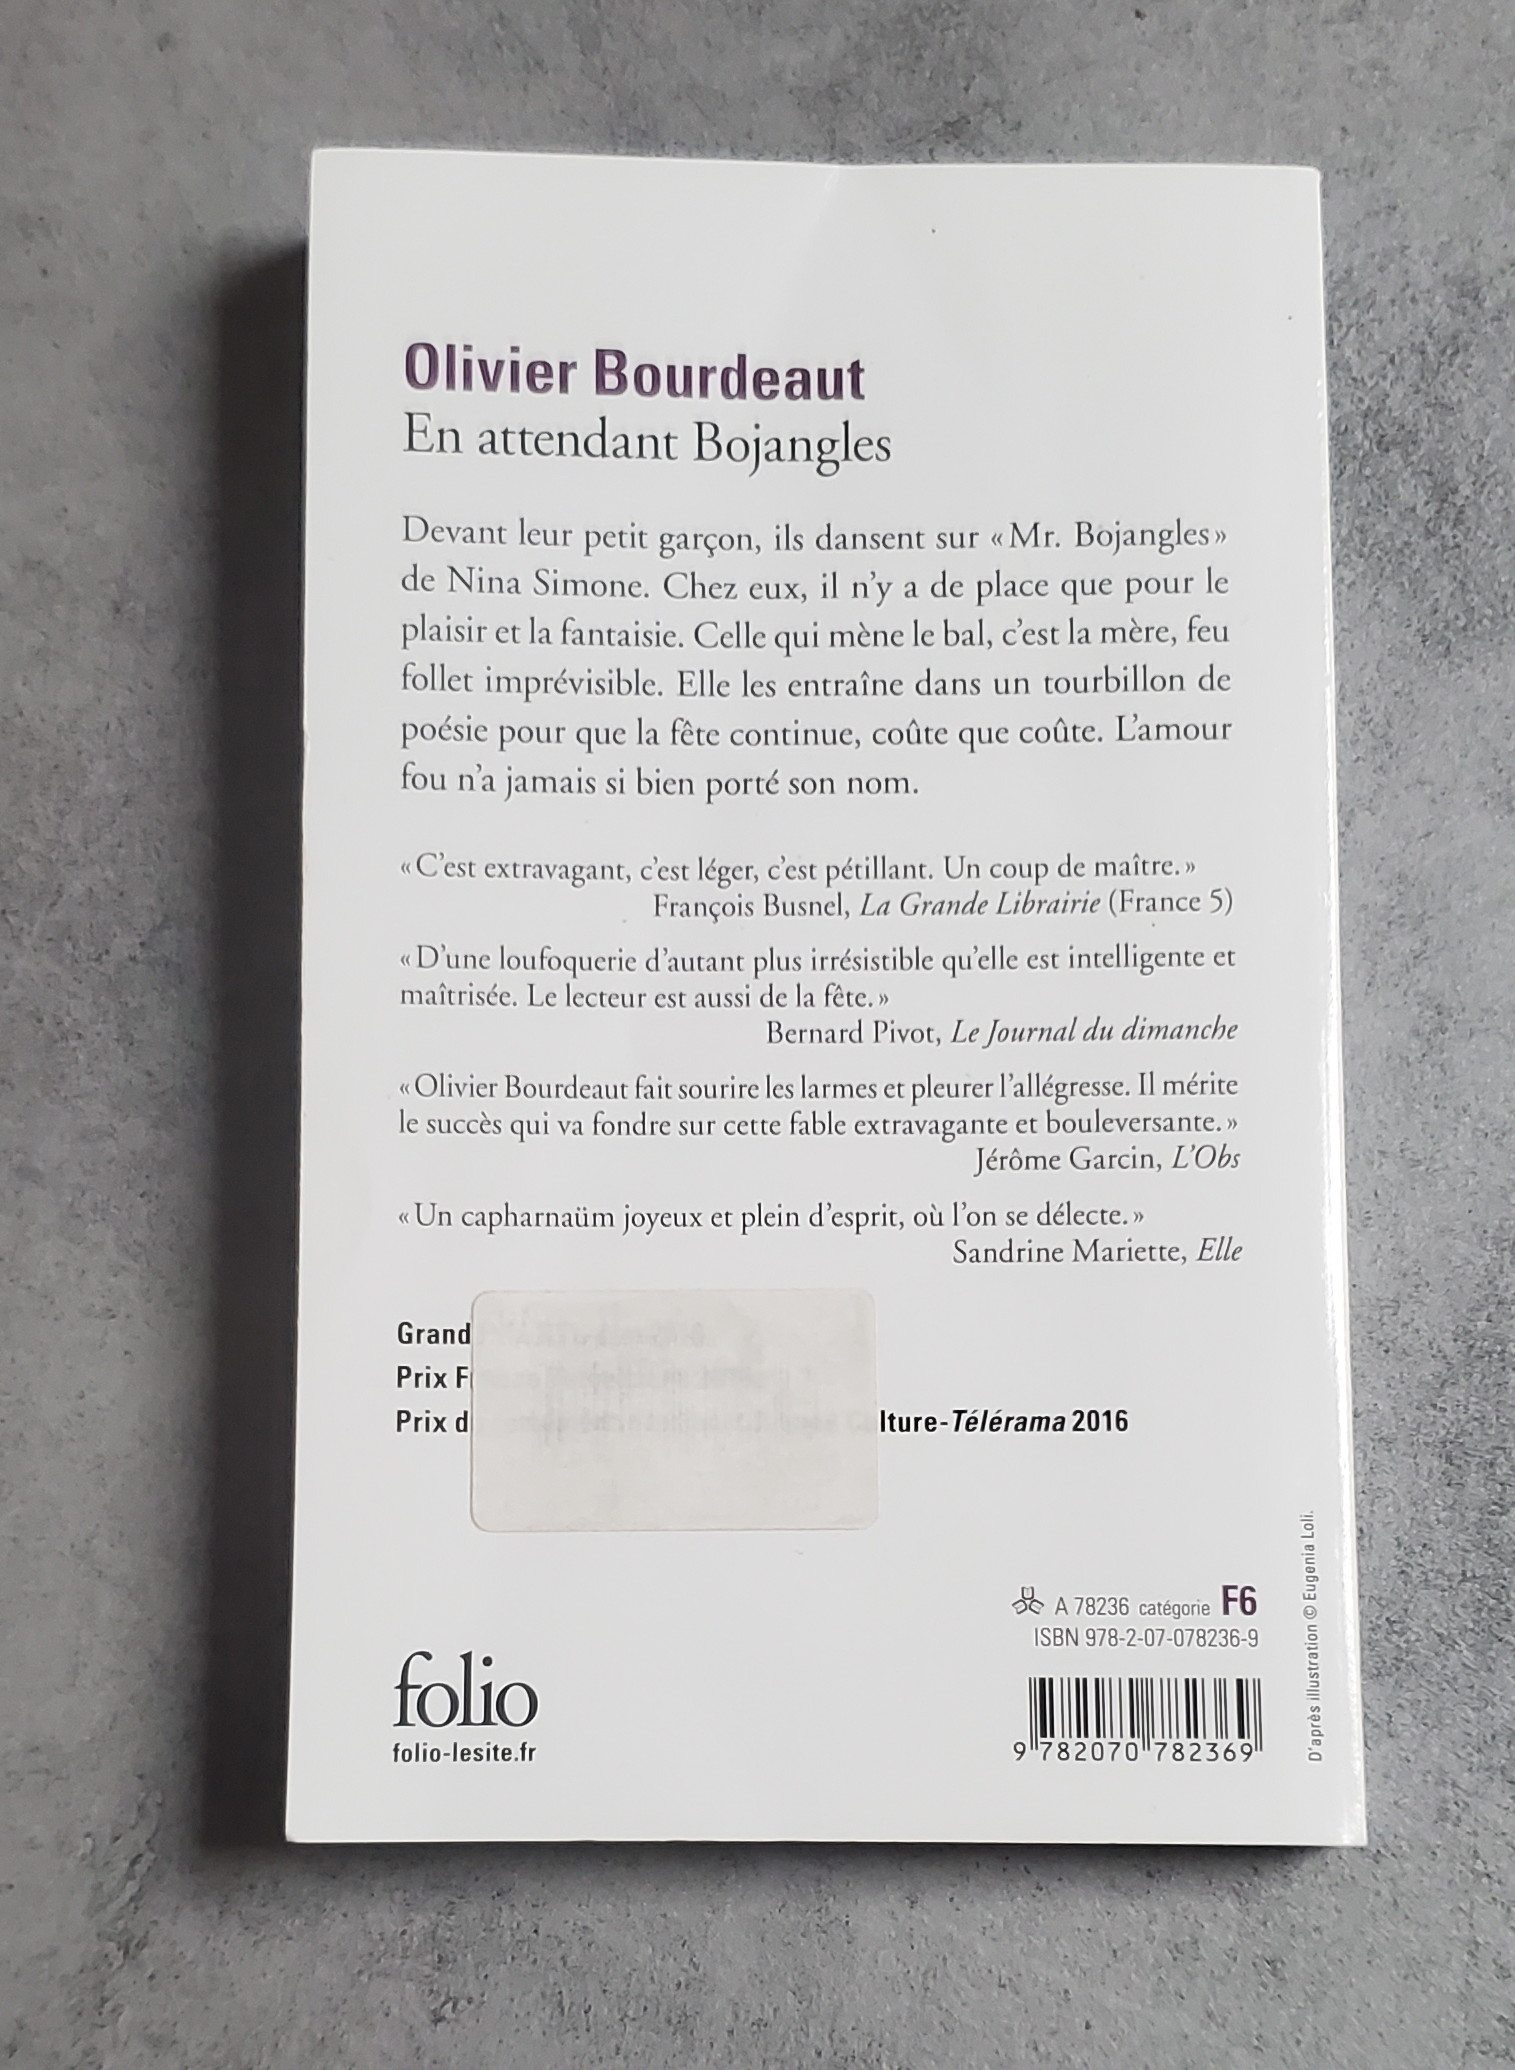 Olivier Bourdeaut
En attendant Bojangles
Devant leur petit garçon, ils dansent sur « Mr. Bojangles »
de Nina Simone. Chez eux, il n'y a de place que pour le
plaisir et la fantaisie. Celle qui mène le bal, c'est la mère, feu
follet imprévisible. Elle les entraîne dans un tourbillon de
poésie pour que la fête continue, coûte que coûte. L'amour
fou n'a jamais si bien porté son nom.
« C'est extravagant, c'est léger, c'est pétillant. Un coup de maître. »
François Busnel, La Grande Librairie (France 5)
« D'une loufoquerie d'autant plus irrésistible qu'elle est intelligente et
maîtrisée. Le lecteur est aussi de la fête. »
Bernard Pivot, Le Journal du dimanche
« Olivier Bourdeaut fait sourire les larmes et pleurer l'allégresse. Il mérite
le succès qui va fondre sur cette fable extravagante et bouleversante. »
Jérôme Garcin, L'Obs
« Un capharnaüm joyeux et plein d'esprit, où l'on se délecte. »
Sandrine Mariette, Elle
Grand
Prix F
Prix d lture-Télérama 2016
A 78236 catégorie F6
ISBN 978-2-07-078236-9
folio
folio-lesite.fr
9 782070 782369
D'après illustration © Eugenia Loli.